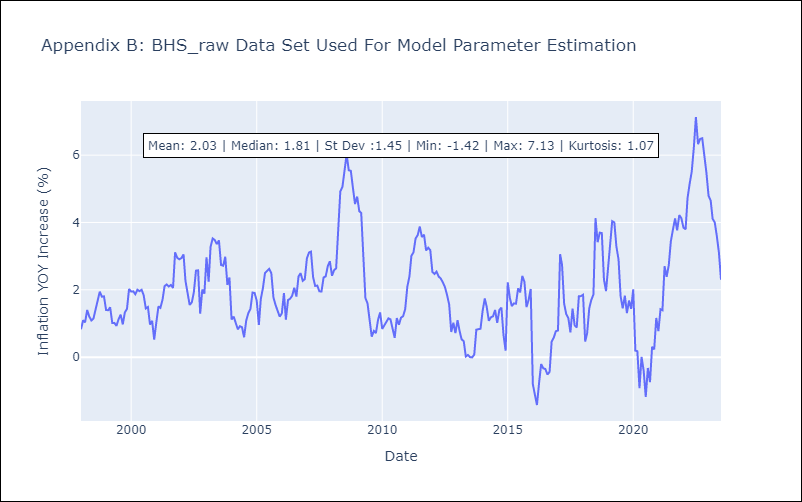 Appendix B: BHS_raw Data Set Used For Model Parameter Estimation
Mean: 2.03 | Median: 1.81 | St Dev :1.45 | Min: -1.42 | Max: 7.13 | Kurtosis: 1.07
Inflation YOY Increase (%)
6
4
2
0
2000
2005
2010
2015
2020
Date